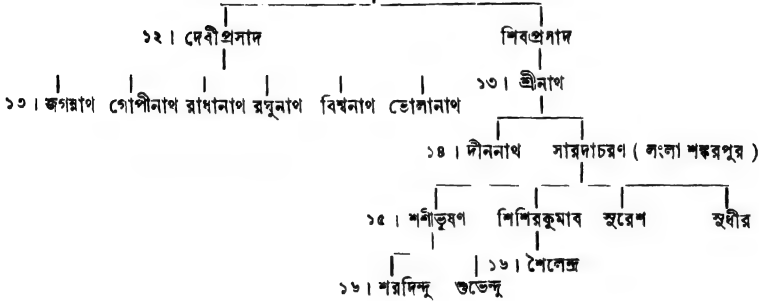 ১২। দেবীপ্রসাদ শিবপ্রসাদ
১৩। জগন্নাথ গোপীনাথ রাধানাথ রঘুনাথ বিশ্বনাথ ভোলানাথ ১৩। শ্রীনাথ
১৪। দীননাথ সারদাচরণ ( লংলা শঙ্করপুর )
১৫। শশীভূষণ শিশিরকুমাব সুরেশ সুধীর
১৬। শরদিন্দু শুভেন্দু ১৬। শৈলেন্দ্র